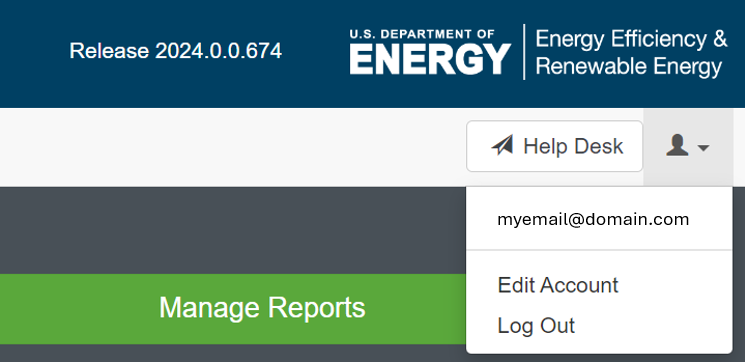 Release 2024.0.0.674
U.S. DEPARTMENT OF
ENERGY
Energy Efficiency &
Renewable Energy
Help Desk
myemail@domain.com
Edit Account
Log Out
Manage Reports